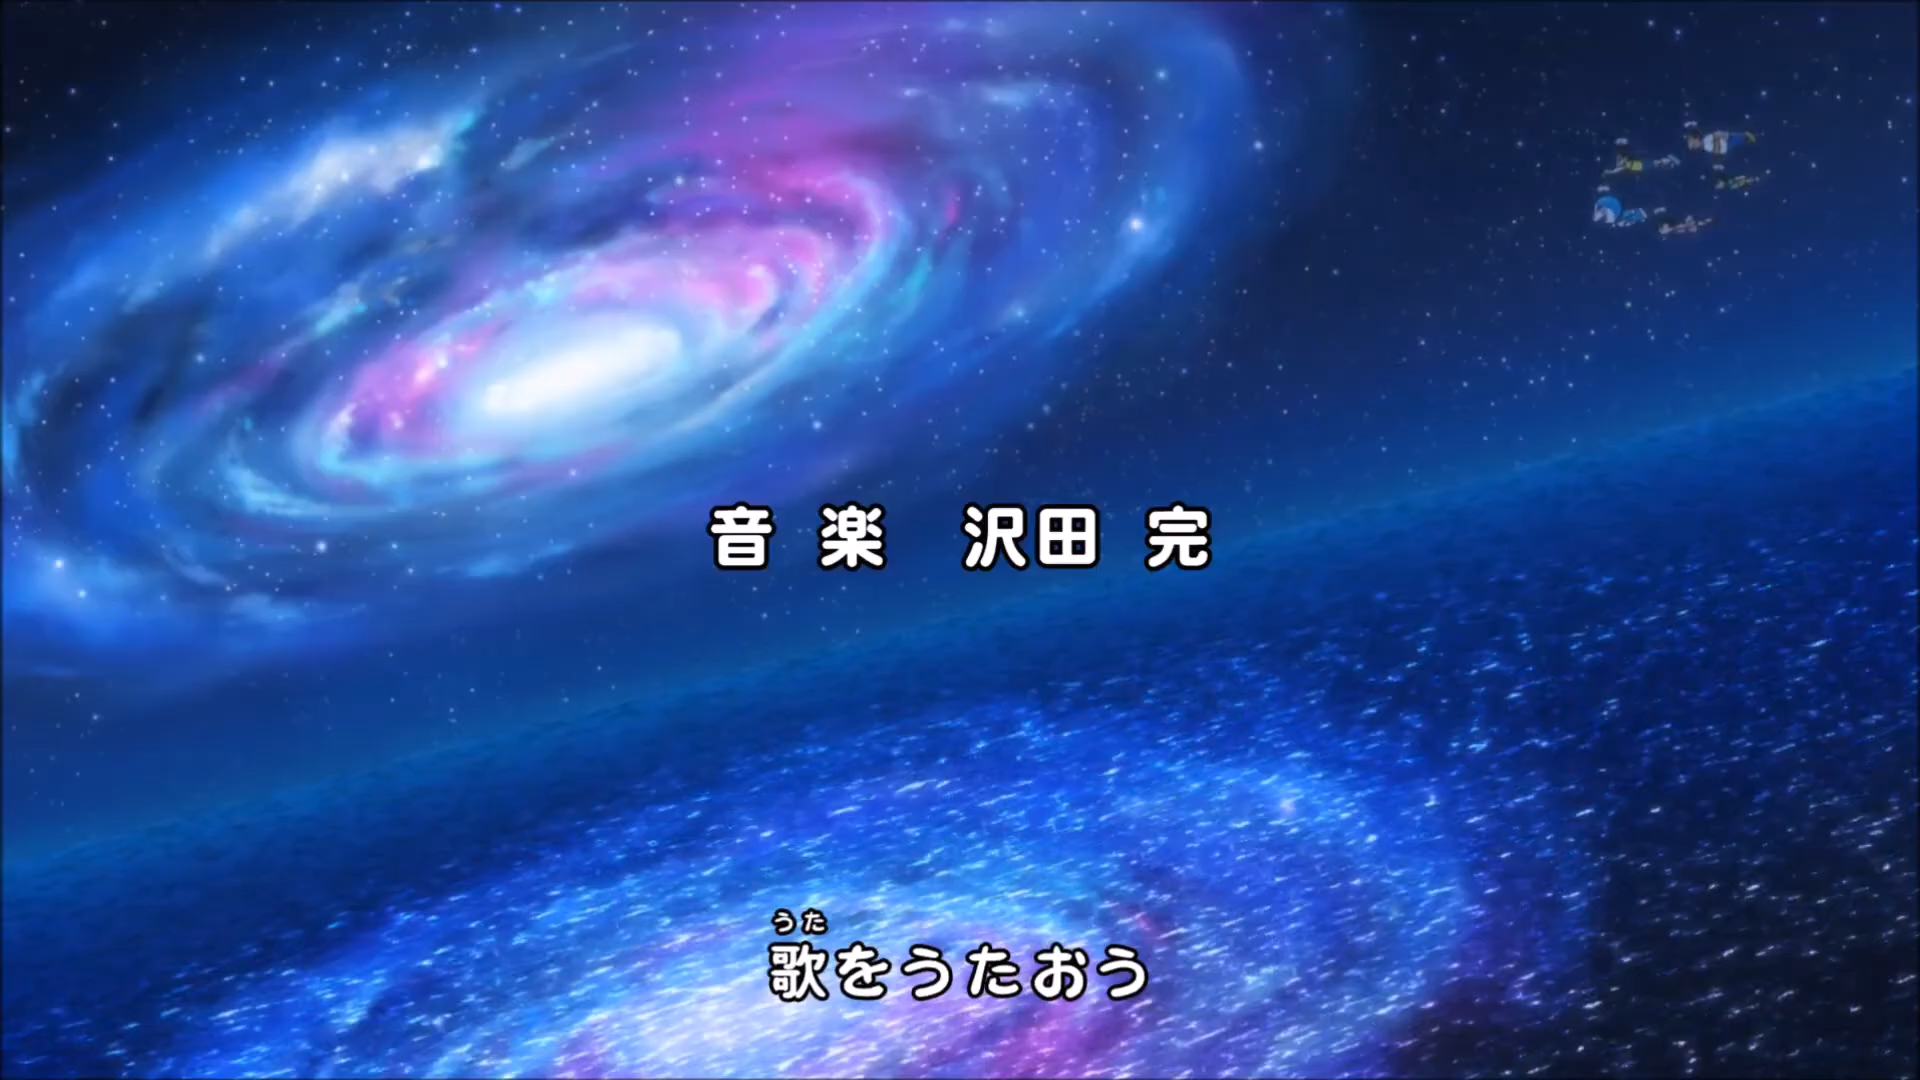 音楽 沢田 完
うた
歌をうたおう